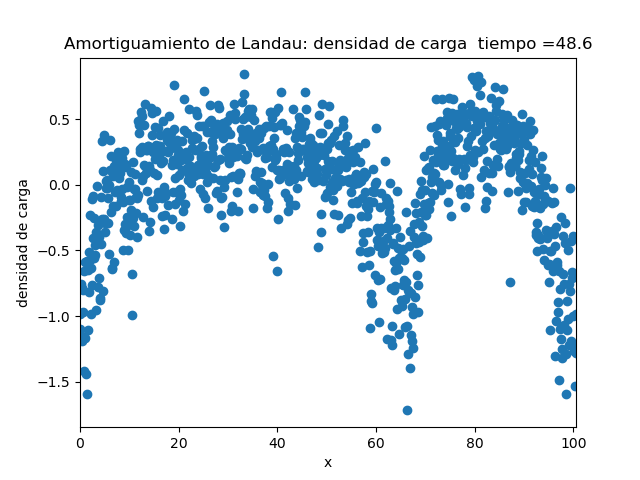 Amortiguamiento de Landau: densidad de carga  tiempo =48.6
densidad de carga
0.5
0.0
−0.5
−1.0
−1.5
0 20 40 60 80 100
x